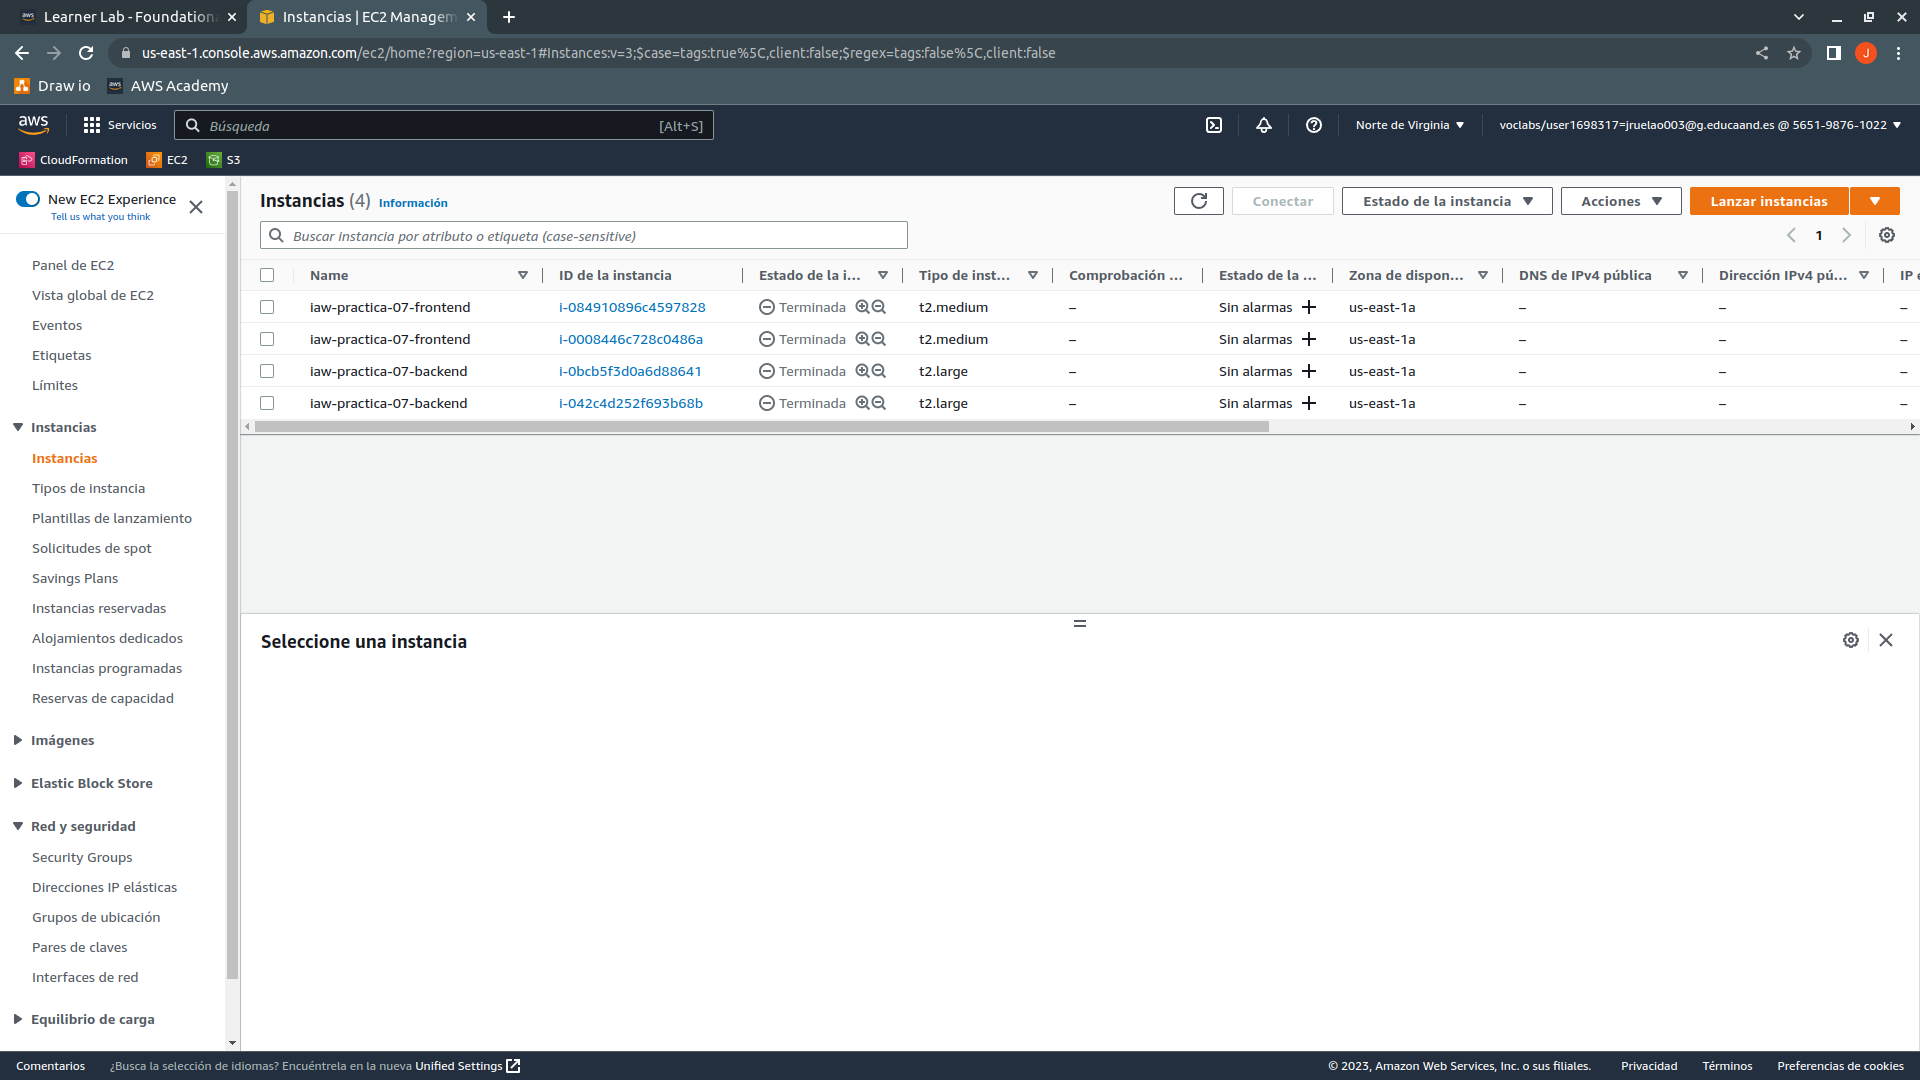 Learner Lab - Foundationa
Instancias | EC2 Managem
us-east-1.console.aws.amazon.com/ec2/home?region=us-east-1#Instances:v=3;$case=tags:true%5C,client:false;$regex=tags:false%5C,client:false
J
Draw io
AWS Academy
aws
Servicios
Búsqueda
[Alt+S]
Norte de Virginia
voclabs/user1698317=jruelao003@g.educaand.es @ 5651-9876-1022
CloudFormation
EC2
S3
New EC2 Experience
Tell us what you think
Panel de EC2
Vista global de EC2
Eventos
Etiquetas
Límites
Instancias
Instancias
Tipos de instancia
Plantillas de lanzamiento
Solicitudes de spot
Savings Plans
Instancias reservadas
Alojamientos dedicados
Instancias programadas
Reservas de capacidad
Imágenes
Elastic Block Store
Red y seguridad
Security Groups
Direcciones IP elásticas
Grupos de ubicación
Pares de claves
Interfaces de red
Equilibrio de carga
Instancias (4) Información
Conectar
Estado de la instancia
Acciones
Lanzar instancias
Buscar instancia por atributo o etiqueta (case-sensitive)
1
Name ID de la instancia Estado de la i... Tipo de inst... Comprobación ... Estado de la ... Zona de dispon... DNS de IPv4 pública Dirección IPv4 pú... IP e
iaw-practica-07-frontend i-084910896c4597828 Terminada t2.medium – Sin alarmas + us-east-1a – – –
iaw-practica-07-frontend i-0008446c728c0486a Terminada t2.medium – Sin alarmas + us-east-1a – – –
iaw-practica-07-backend i-0bcb5f3d0a6d88641 Terminada t2.large – Sin alarmas + us-east-1a – – –
iaw-practica-07-backend i-042c4d252f693b68b Terminada t2.large – Sin alarmas + us-east-1a – – –
Seleccione una instancia
Comentarios
¿Busca la selección de idiomas? Encuéntrela en la nueva Unified Settings
© 2023, Amazon Web Services, Inc. o sus filiales.
Privacidad
Términos
Preferencias de cookies